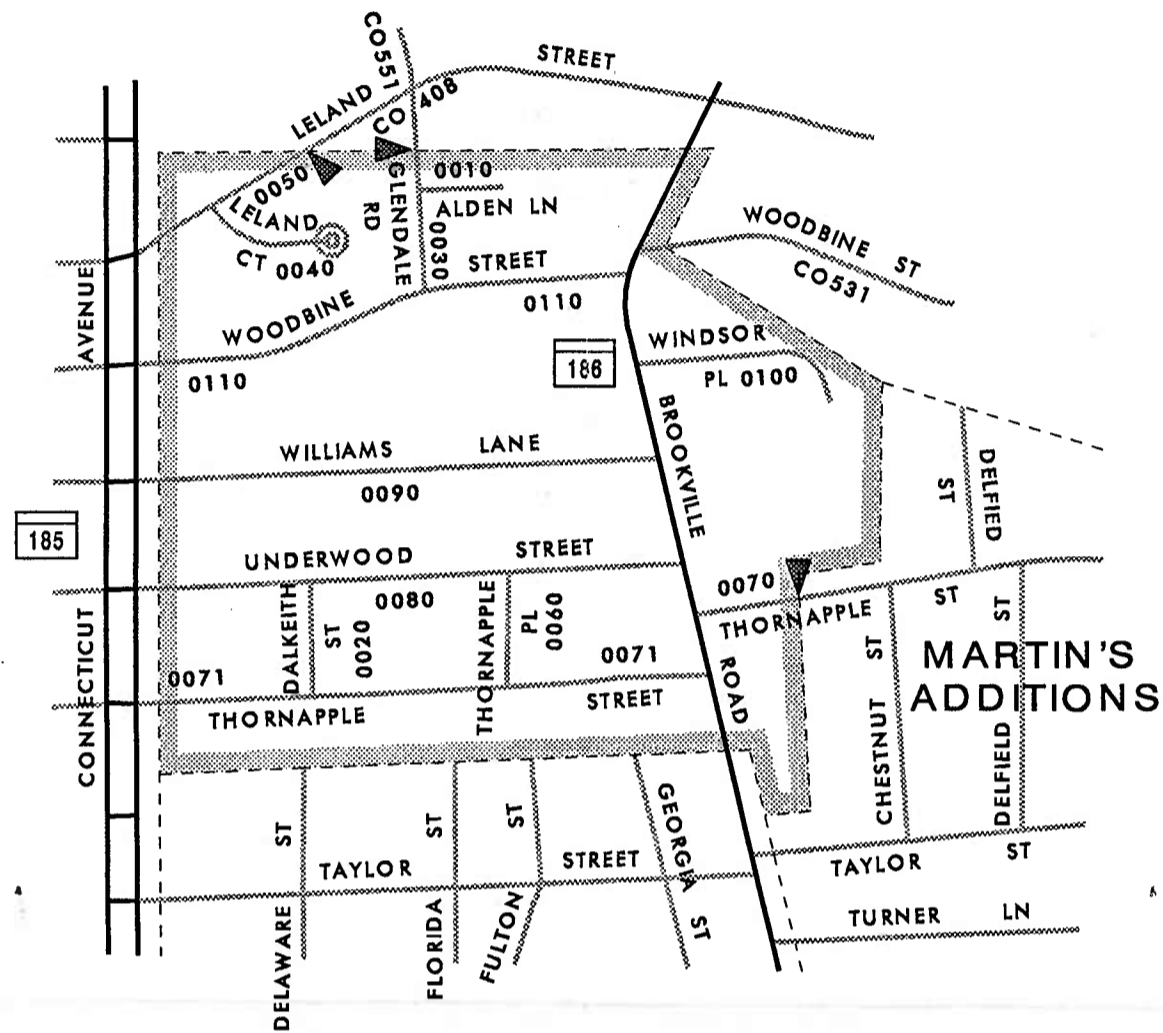 CO551
STREET
LELAND
CO 408
0050
0010
GLENDALE
RD
ALDEN LN
LELAND
CT 0040
0030
STREET
WOODBINE ST
CO531
WOODBINE
0110
0110
AVENUE
WINDSOR
PL 0100
186
BROOKVILLE
WILLIAMS LANE
0090
DELFIED
ST
185
UNDERWOOD STREET
0080
DALKEITH
ST
0020
THORNAPPLE
PL
0060
0070
THORNAPPLE ST
0071
0071
THORNAPPLE STREET
ROAD
MARTIN'S
ADDITIONS
CONNECTICUT
CHESTNUT ST
DELFIELD ST
DELAWARE ST
FLORIDA ST
FULTON ST
GEORGIA ST
TAYLOR STREET
TAYLOR ST
TURNER LN